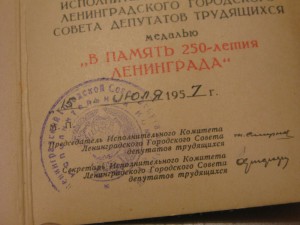 ИСПОЛНИТЕЛЬНОГО
ЛЕНИНГРАДСКОГО ГОРОДСКОГО
СОВЕТА ДЕПУТАТОВ ТРУДЯЩИХСЯ
медалью
"В ПАМЯТЬ 250-летия
ЛЕНИНГРАДА"
15 ИЮЛЯ 1957 г.
Председатель Исполнительного Комитета
Ленинградского Городского Совета
депутатов трудящихся
Секретарь Исполнительного Комитета
Ленинградского Городского Совета
депутатов трудящихся